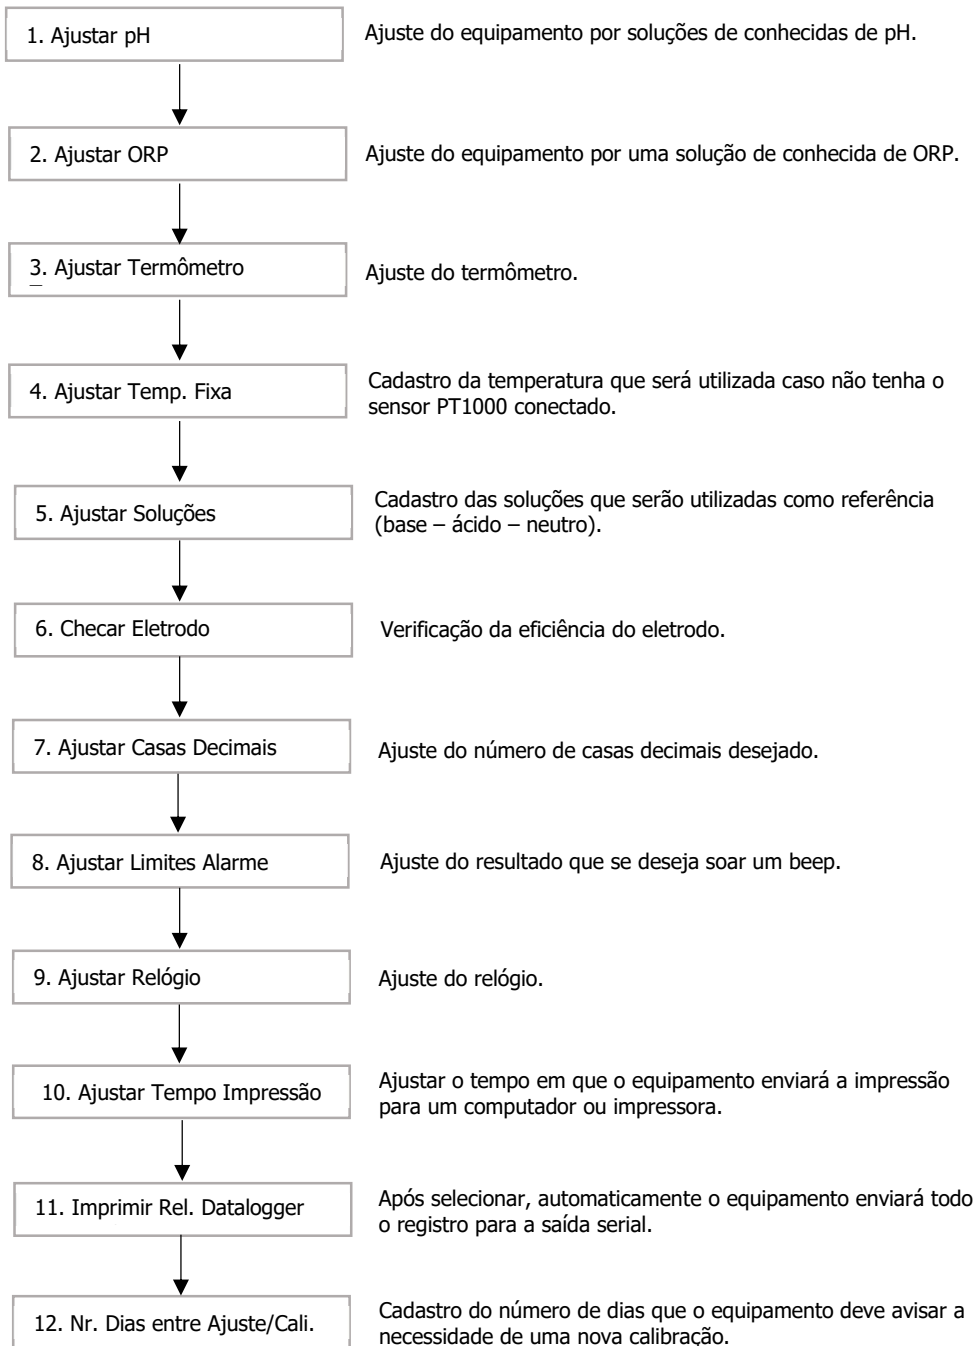 1. Ajustar pH
Ajuste do equipamento por soluções de conhecidas de pH.
2. Ajustar ORP
Ajuste do equipamento por uma solução de conhecida de ORP.
3. Ajustar Termômetro
Ajuste do termômetro.
4. Ajustar Temp. Fixa
Cadastro da temperatura que será utilizada caso não tenha o
sensor PT1000 conectado.
5. Ajustar Soluções
Cadastro das soluções que serão utilizadas como referência
(base – ácido – neutro).
6. Checar Eletrodo
Verificação da eficiência do eletrodo.
7. Ajustar Casas Decimais
Ajuste do número de casas decimais desejado.
8. Ajustar Limites Alarme
Ajuste do resultado que se deseja soar um beep.
9. Ajustar Relógio
Ajuste do relógio.
10. Ajustar Tempo Impressão
Ajustar o tempo em que o equipamento enviará a impressão
para um computador ou impressora.
11. Imprimir Rel. Datalogger
Após selecionar, automaticamente o equipamento enviará todo
o registro para a saída serial.
12. Nr. Dias entre Ajuste/Cali.
Cadastro do número de dias que o equipamento deve avisar a
necessidade de uma nova calibração.